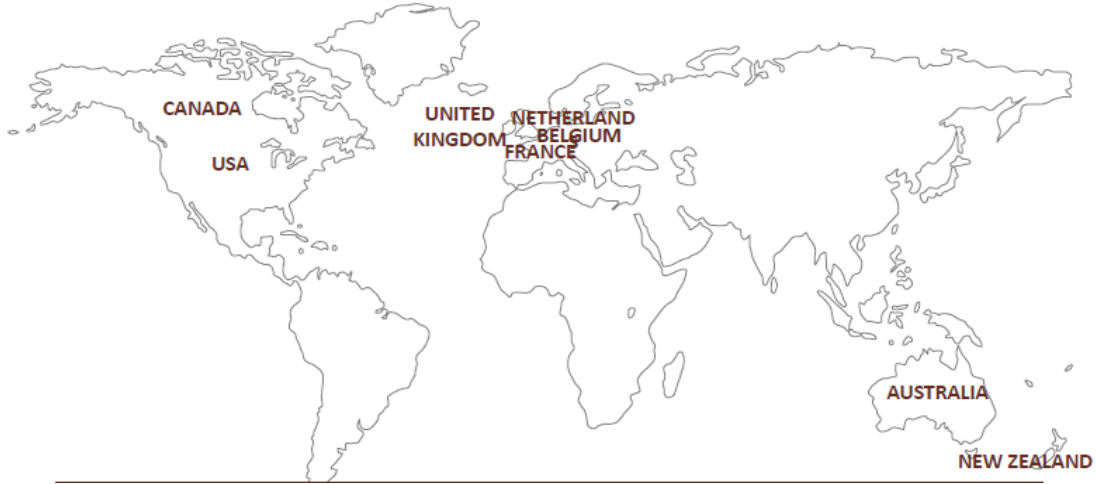 CANADA
UNITED
KINGDOM
NETHERLAND
BELGIUM
FRANCE
USA
AUSTRALIA
NEW ZEALAND